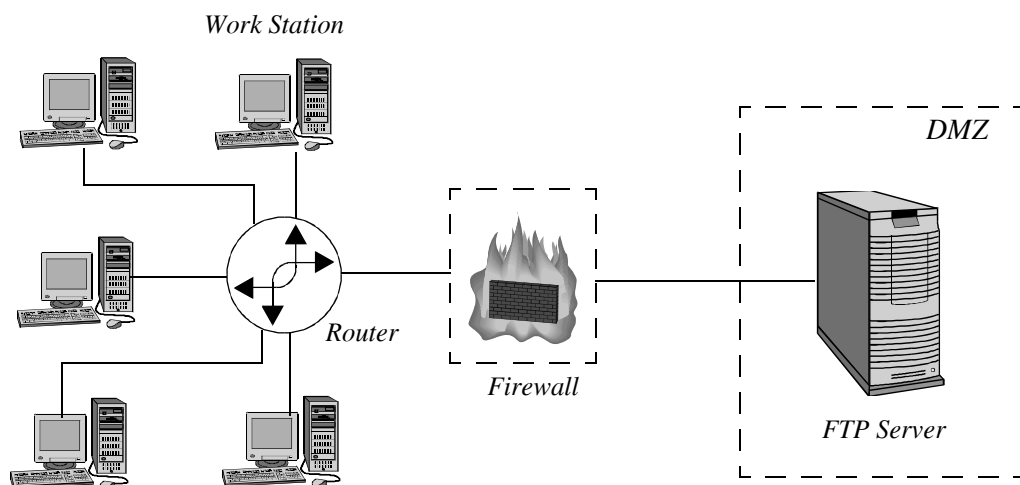 Work Station
DMZ
Router
Firewall
FTP Server